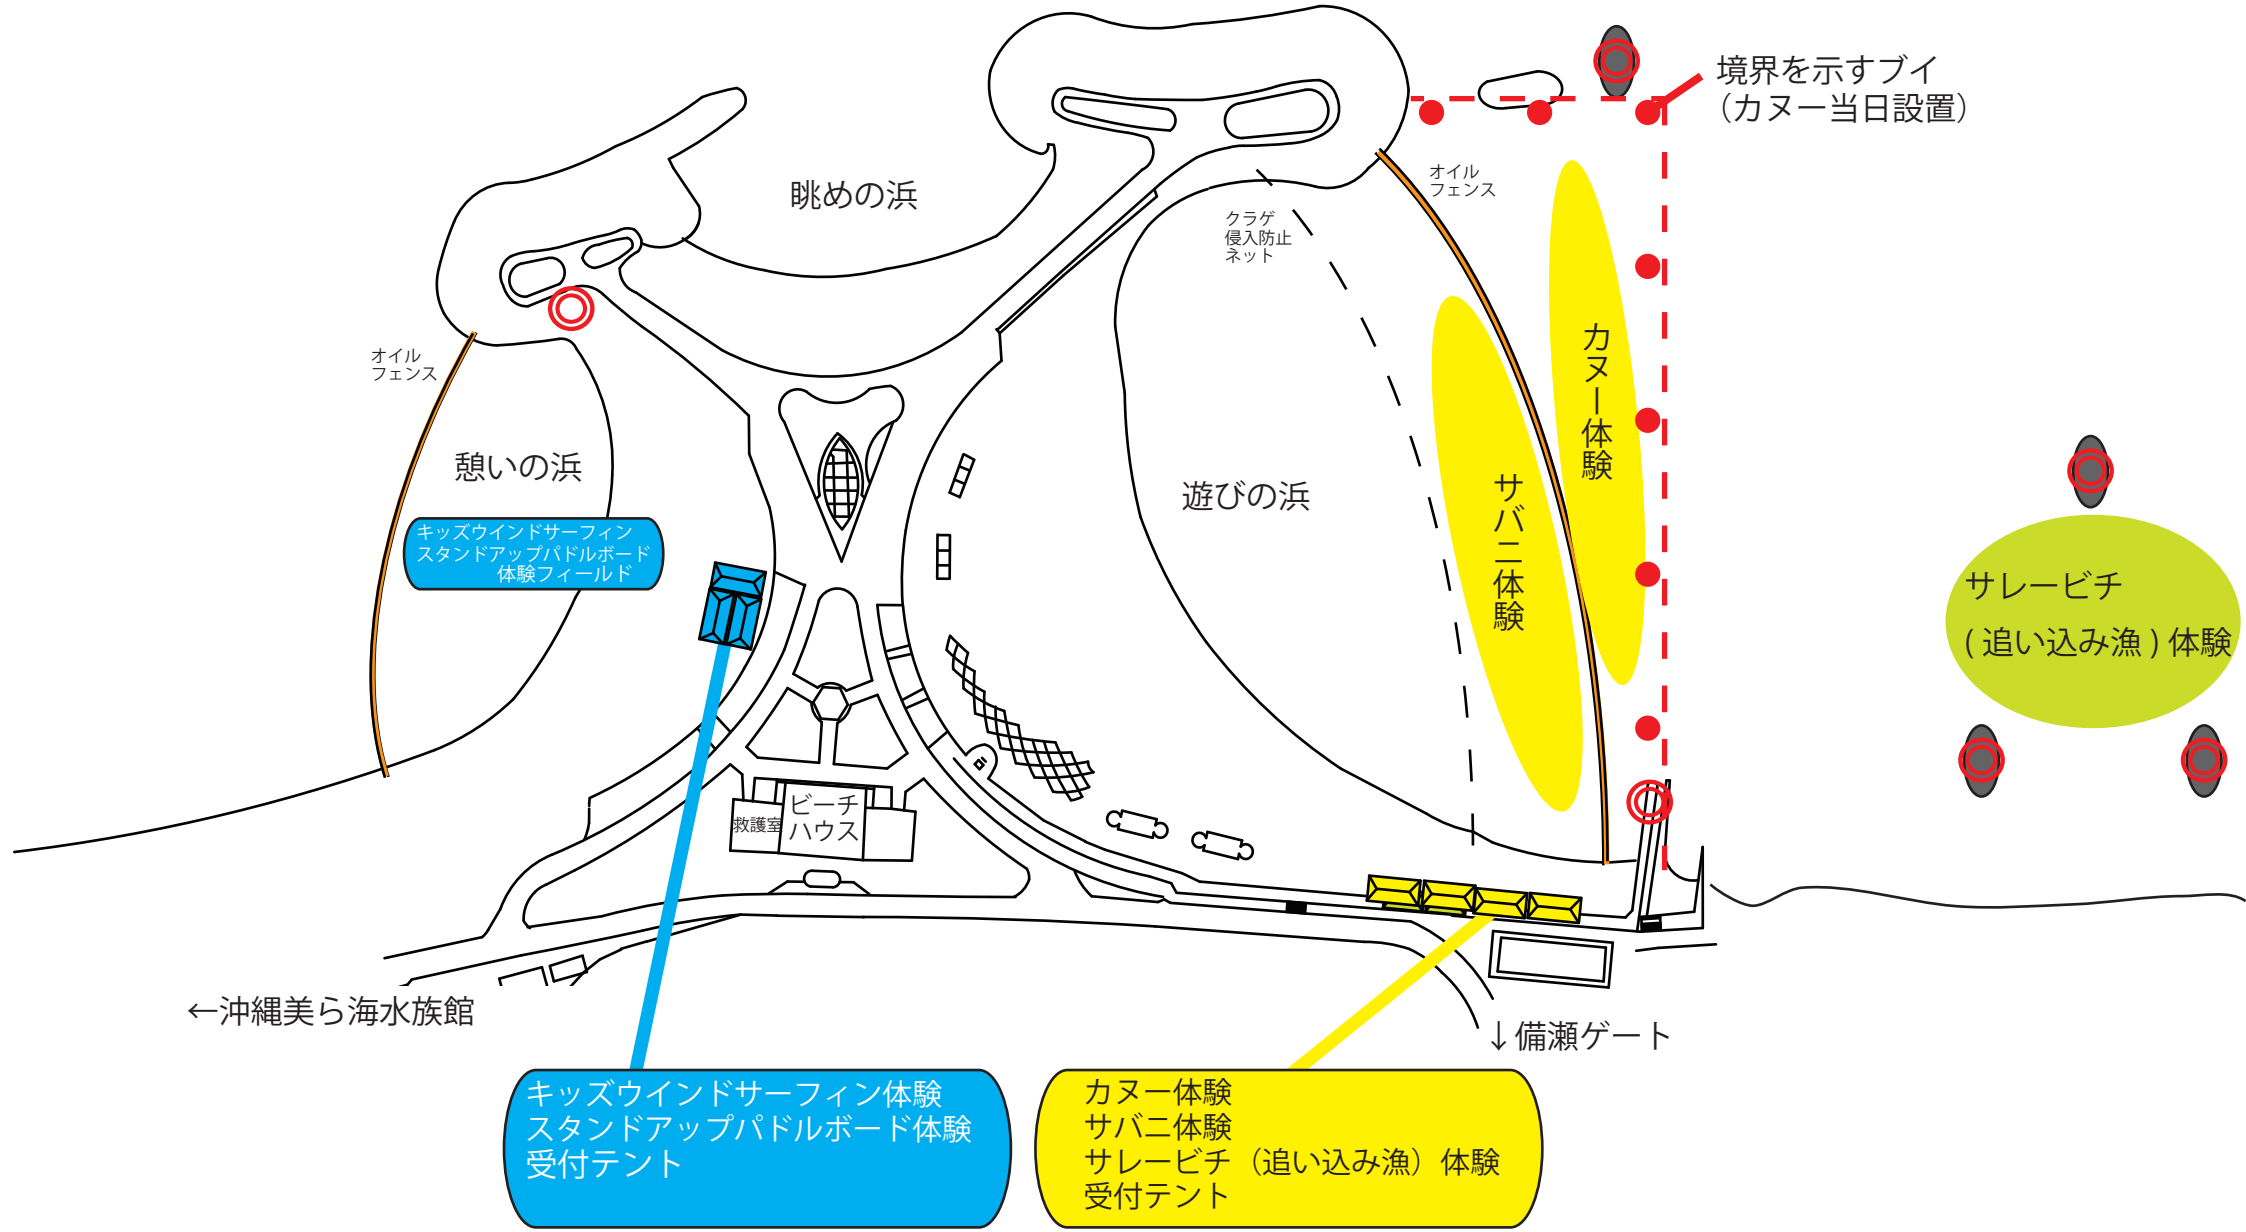 境界を示すブイ
（カヌー当日設置）
眺めの浜
オイル
フェンス
クラゲ
侵入防止
ネット
オイル
フェンス
カヌー体験
憩いの浜
遊びの浜
サバニ体験
キッズウインドサーフィン
スタンドアップパドルボード
体験フィールド
サレービチ
(追い込み漁)体験
ビーチ
ハウス
救護室
←沖縄美ら海水族館
↓備瀬ゲート
キッズウインドサーフィン体験
スタンドアップパドルボード体験
受付テント
カヌー体験
サバニ体験
サレービチ（追い込み漁）体験
受付テント